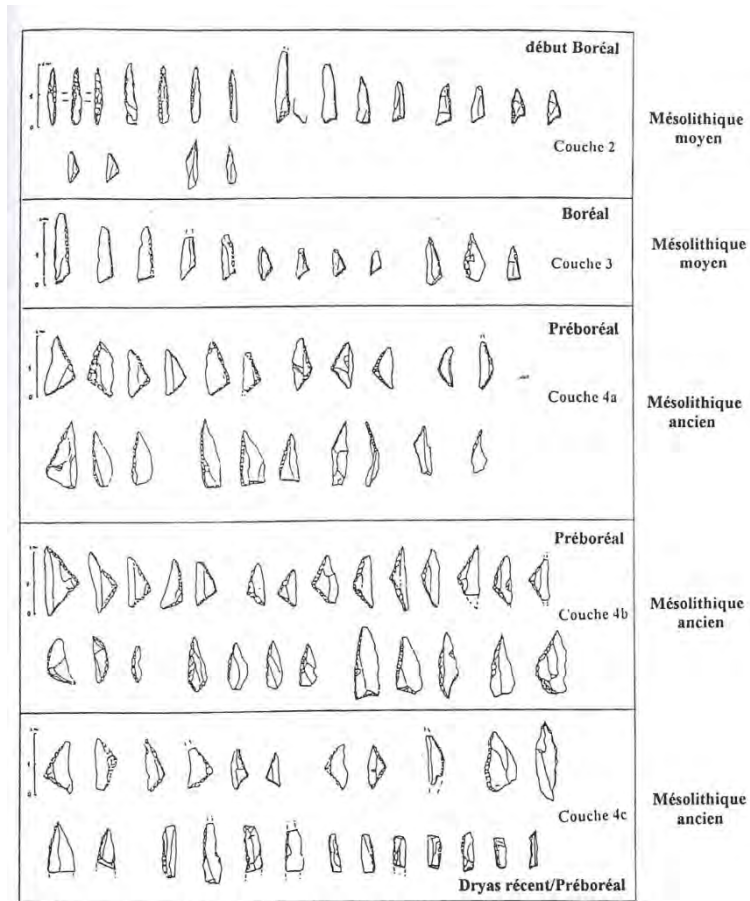 début Boréal
Mésolithique
moyen
Couche 2
Boréal
Mésolithique
moyen
Couche 3
Préboréal
Couche 4a
Mésolithique
ancien
Préboréal
Couche 4b
Mésolithique
ancien
Couche 4c
Mésolithique
ancien
Dryas récent/Préboréal